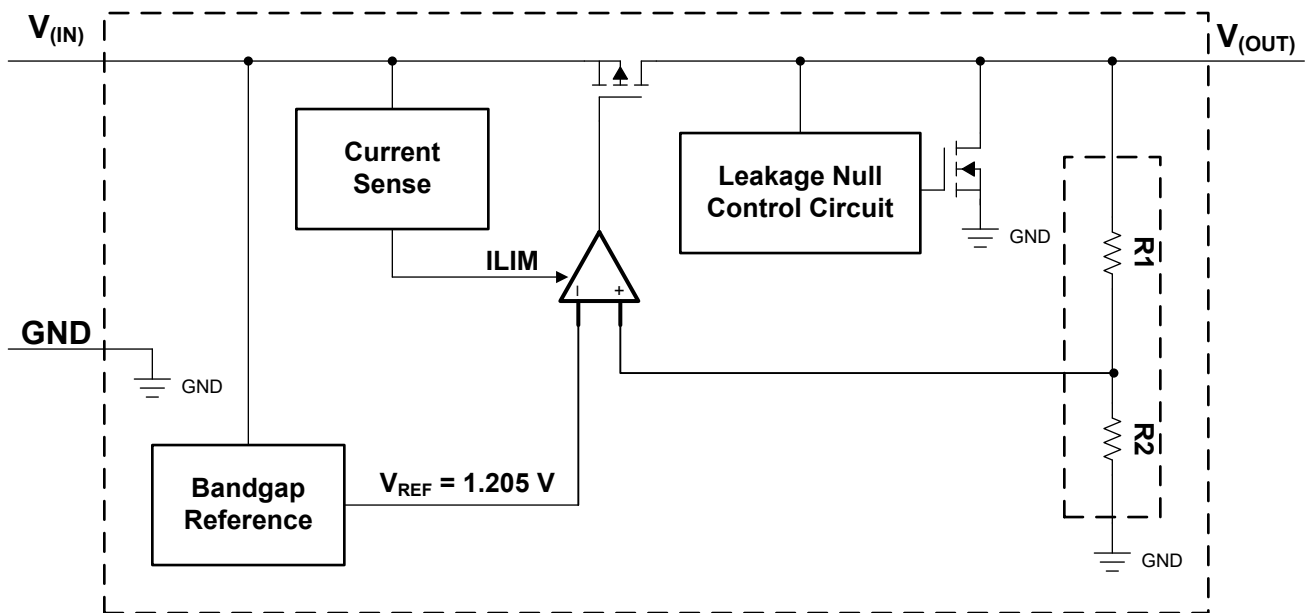 V(IN)
V(OUT)
Current
Sense
Leakage Null
Control Circuit
GND
R1
ILIM
- +
GND
GND
R2
Bandgap
Reference
VREF = 1.205 V
GND